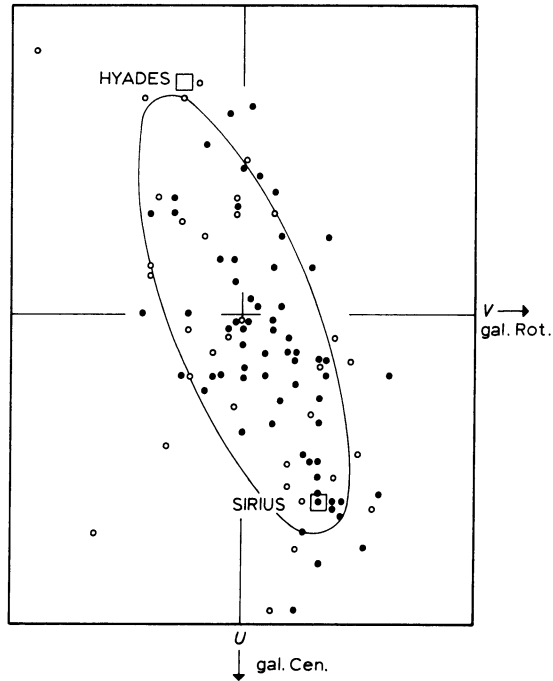 HYADES
V →
gal. Rot.
SIRIUS
U
↓ gal. Cen.